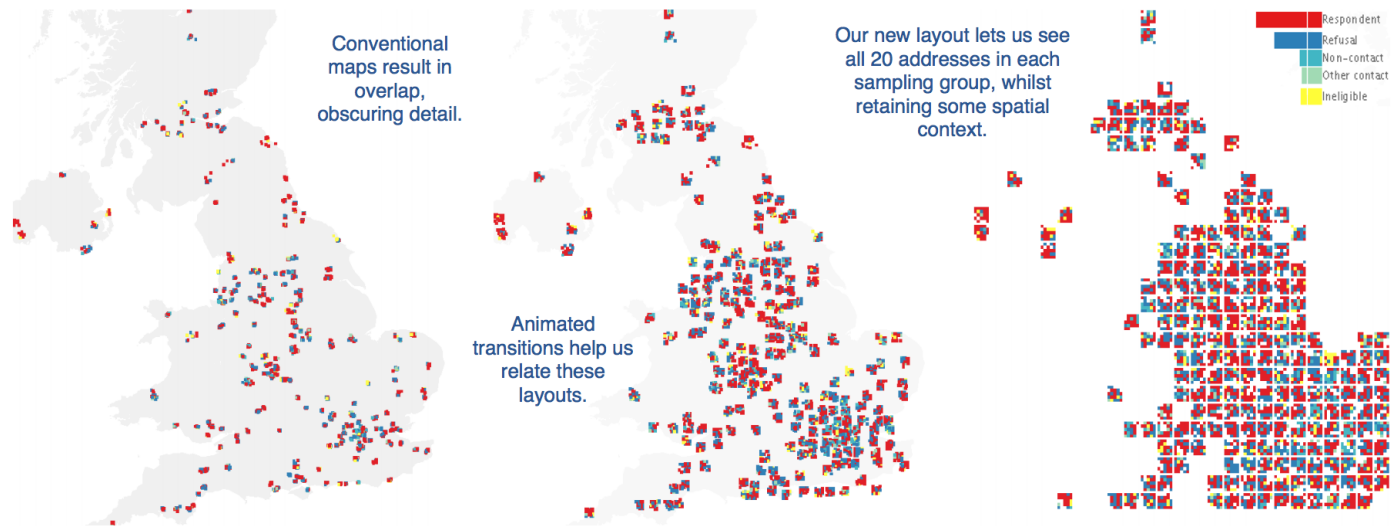 Conventional
maps result in
overlap,
obscuring detail.
Animated
transitions help us
relate these
layouts.
Our new layout lets us see
all 20 addresses in each
sampling group, whilst
retaining some spatial
context.
Respondent
Refusal
Non-contact
Other contact
Ineligible